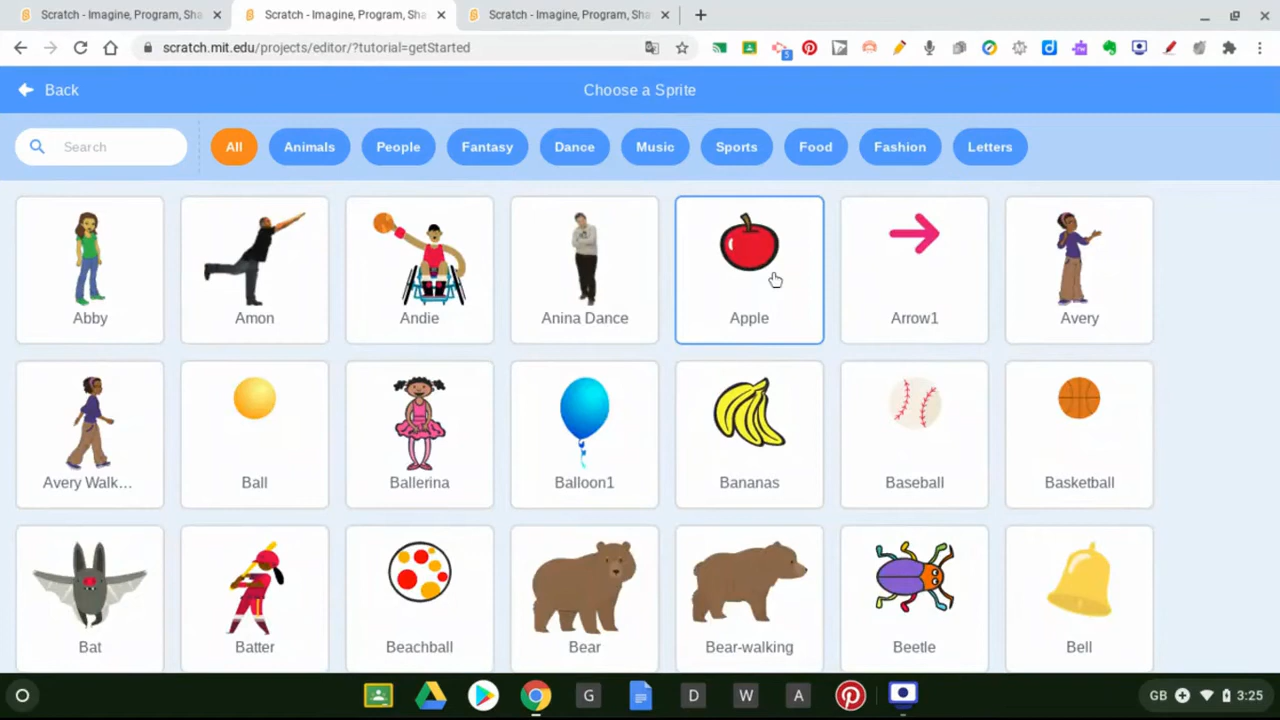 Scratch - Imagine, Program, Sha
Scratch - Imagine, Program, Sha
Scratch - Imagine, Program, Sha
scratch.mit.edu/projects/editor/?tutorial=getStarted
5
Back
Choose a Sprite
Search
All
Animals
People
Fantasy
Dance
Music
Sports
Food
Fashion
Letters
Abby
Amon
Andie
Anina Dance
Apple
Arrow1
Avery
Avery Walk...
Ball
Ballerina
Balloon1
Bananas
Baseball
Basketball
Bat
Batter
Beachball
Bear
Bear-walking
Beetle
Bell
G
D
W
A
GB
3:25